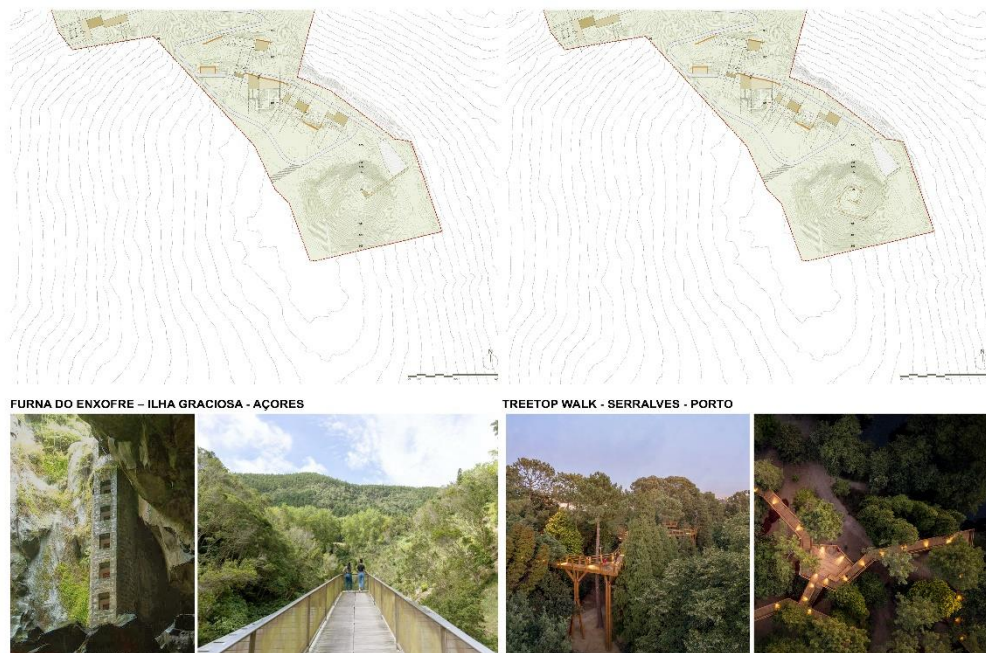 FURNA DO ENXOFRE – ILHA GRACIOSA - AÇORES
TREETOP WALK - SERRALVES - PORTO